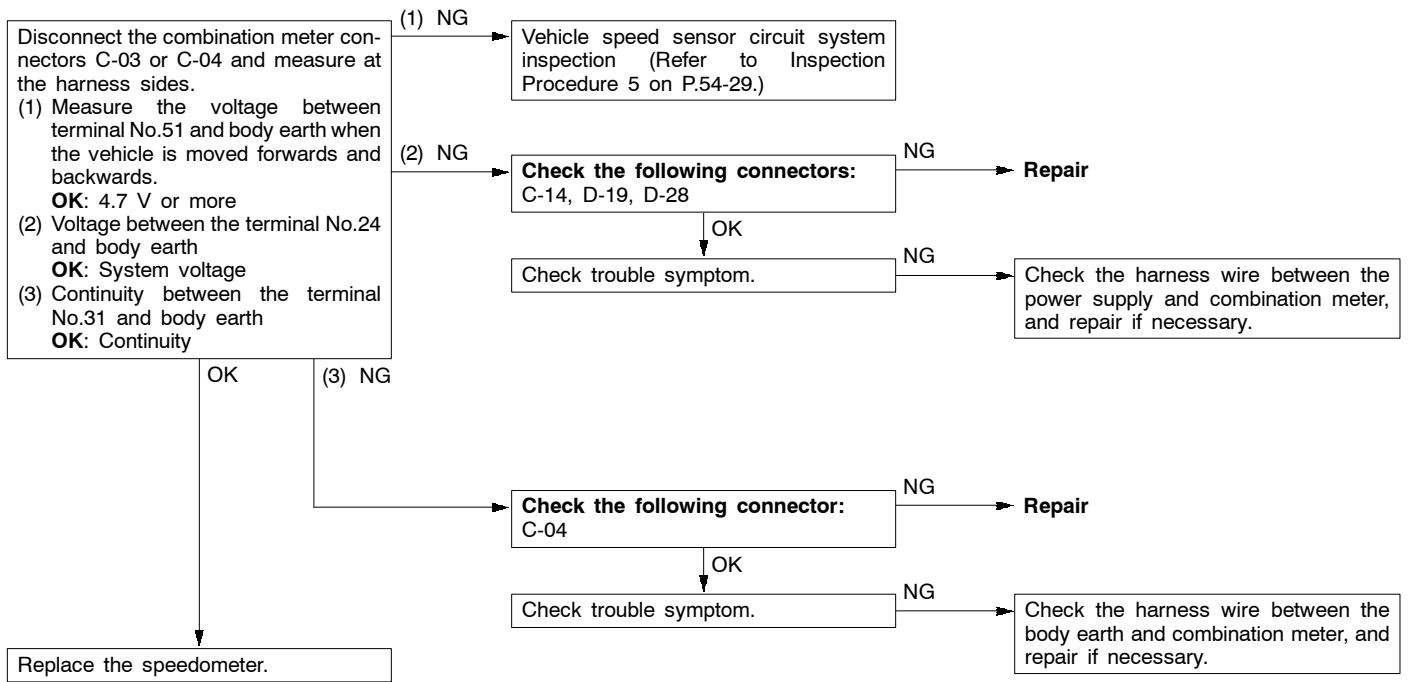 Disconnect the combination meter con-
nectors C-03 or C-04 and measure at
the harness sides.
(1) Measure the voltage between
terminal No.51 and body earth when
the vehicle is moved forwards and
backwards.
OK: 4.7 V or more
(2) Voltage between the terminal No.24
and body earth
OK: System voltage
(3) Continuity between the terminal
No.31 and body earth
OK: Continuity
(1) NG
Vehicle speed sensor circuit system
inspection (Refer to Inspection
Procedure 5 on P.54-29.)
(2) NG
Check the following connectors:
C-14, D-19, D-28
NG
Repair
OK
Check trouble symptom.
NG
Check the harness wire between the
power supply and combination meter,
and repair if necessary.
OK
(3) NG
Check the following connector:
C-04
NG
Repair
OK
Check trouble symptom.
NG
Check the harness wire between the
body earth and combination meter, and
repair if necessary.
Replace the speedometer.